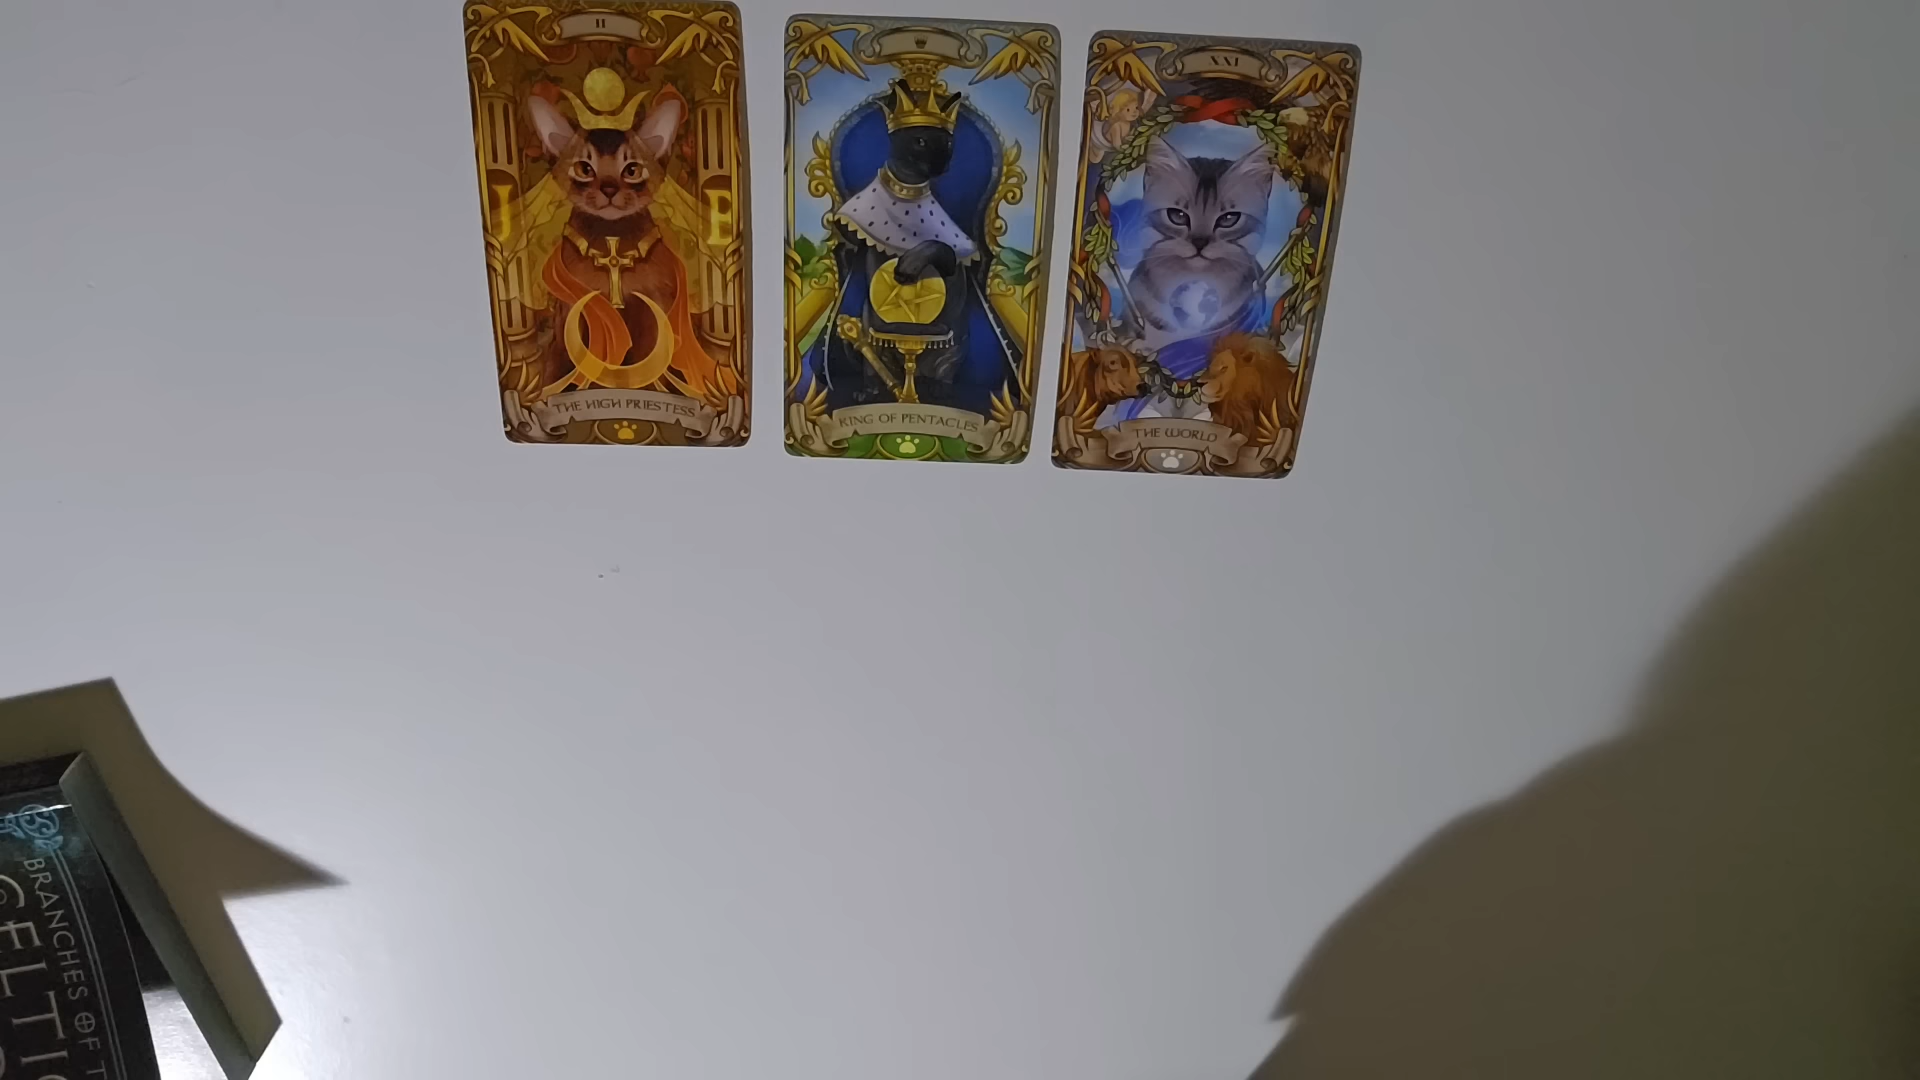 II
J
B
THE HIGH PRIESTESS
KING OF PENTACLES
XXI
THE WORLD
BRANCHES OF
CELTIC